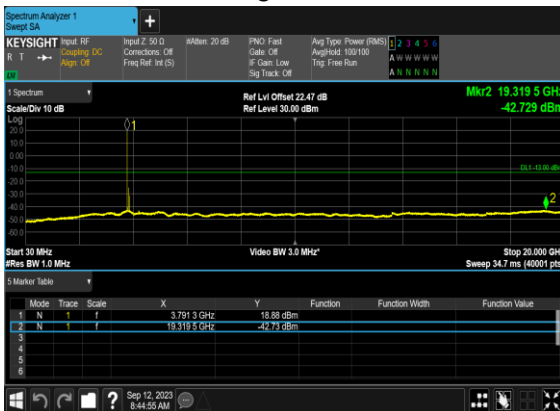 Spectrum Analyzer 1
Swept SA
+
KEYSIGHT Input: RF Input Z: 50 Ω #Atten: 20 dB PNO: Fast Avg Type: Power (RMS) 1 2 3 4 5 6
R T Coupling: DC Corrections: Off Gate: Off Avg|Hold: 100/100 A W W W W W
Align: Off Freq Ref: Int (S) IF Gain: Low Trig: Free Run
LV Sig Track: Off A N N N N N
1 Spectrum Ref Lvl Offset 22.47 dB Mkr2 19.319 5 GHz
Scale/Div 10 dB Ref Level 30.00 dBm -42.729 dBm
Log
1
20.0
10.0
0.00
-10.0
DL1 -13.00 dBm
-20.0
-30.0
2
-40.0
-50.0
-60.0
Start 30 MHz Video BW 3.0 MHz* Stop 20.000 GHz
#Res BW 1.0 MHz Sweep 34.7 ms (40001 pts)
5 Marker Table
Mode Trace Scale X Y Function Function Width Function Value
1 N 1 f 3.791 3 GHz 18.88 dBm
2 N 1 f 19.319 5 GHz -42.73 dBm
3
4
5
6
? Sep 12, 2023
8:44:55 AM